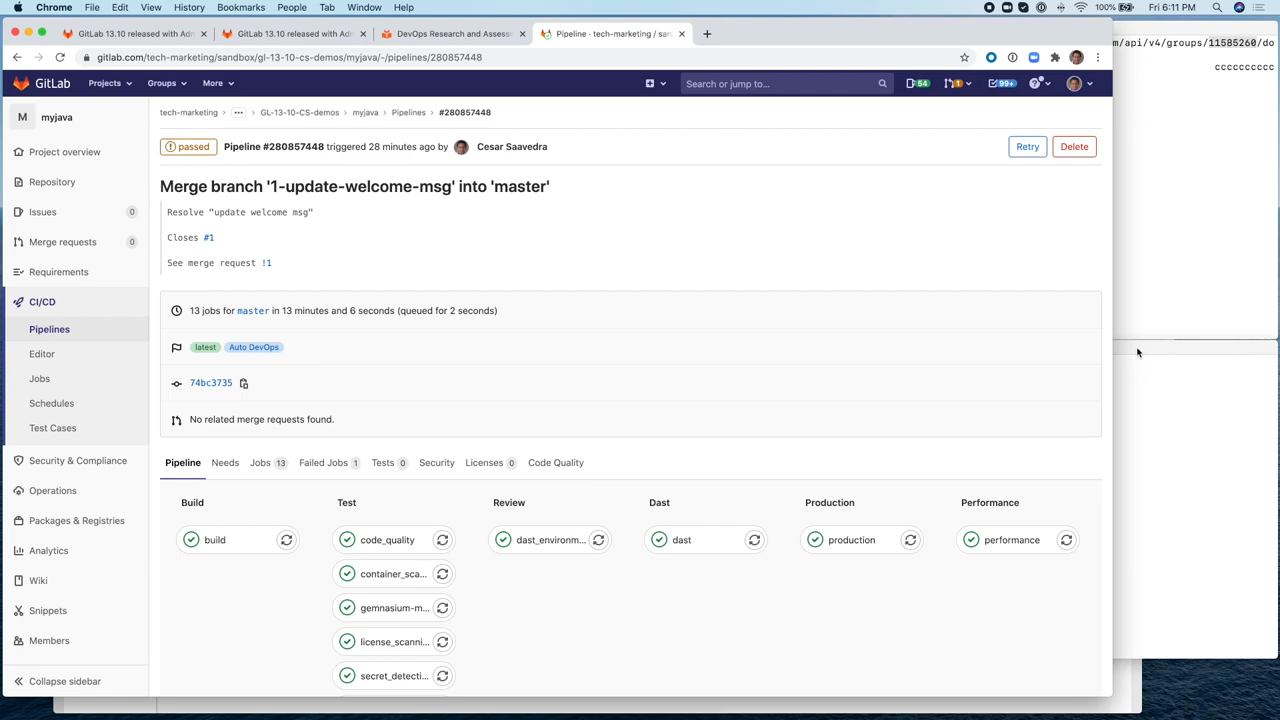 Chrome File Edit View History Bookmarks People Tab Window Help 100% Fri 6:11 PM
GitLab 13.10 released with Adm
GitLab 13.10 released with Adm
DevOps Research and Assessm
Pipeline · tech-marketing / san
gitlab.com/tech-marketing/sandbox/gl-13-10-cs-demos/myjava/-/pipelines/280857448
m/api/v4/groups/11585260/do
cccccccccc
GitLab Projects Groups More Search or jump to... 54 1 99+
M myjava
Project overview
Repository
Issues 0
Merge requests 0
Requirements
CI/CD
Pipelines
Editor
Jobs
Schedules
Test Cases
Security & Compliance
Operations
Packages & Registries
Analytics
Wiki
Snippets
Members
Collapse sidebar
tech-marketing > ... > GL-13-10-CS-demos > myjava > Pipelines > #280857448
passed Pipeline #280857448 triggered 28 minutes ago by Cesar Saavedra Retry Delete
Merge branch '1-update-welcome-msg' into 'master'
Resolve "update welcome msg"
Closes #1
See merge request !1
13 jobs for master in 13 minutes and 6 seconds (queued for 2 seconds)
latest Auto DevOps
74bc3735
No related merge requests found.
Pipeline Needs Jobs 13 Failed Jobs 1 Tests 0 Security Licenses 0 Code Quality
Build Test Review Dast Production Performance
build code_quality dast_environm... dast production performance
container_sca...
gemnasium-m...
license_scanni...
secret_detecti...